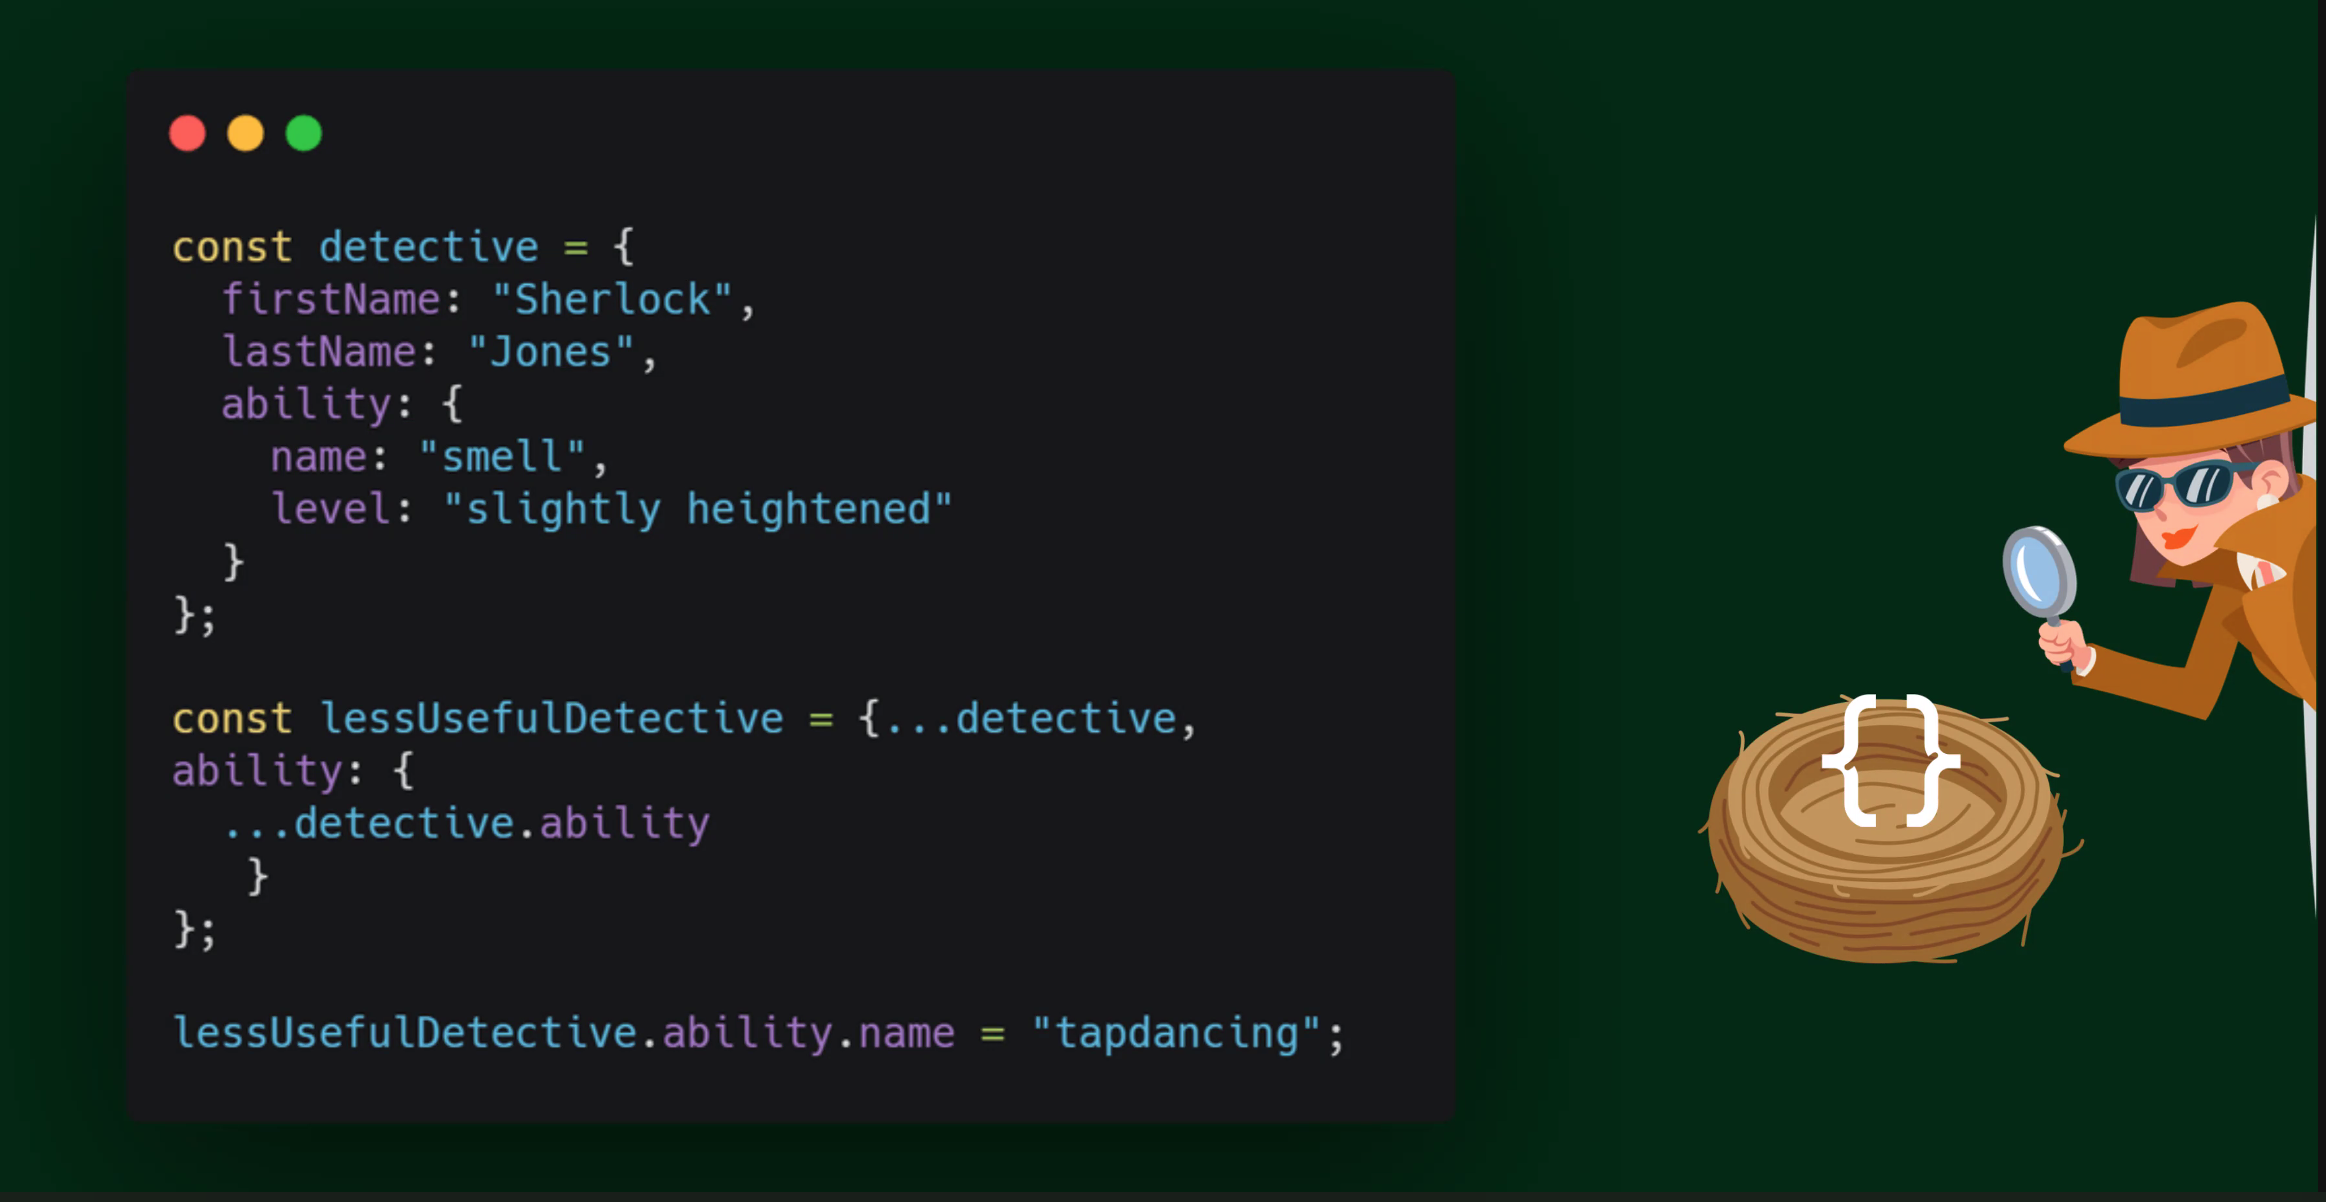 const detective = {
  firstName: "Sherlock",
  lastName: "Jones",
  ability: {
    name: "smell",
    level: "slightly heightened"
  }
};
const lessUsefulDetective = {...detective,
ability: {
  ...detective.ability
   }
};
lessUsefulDetective.ability.name = "tapdancing";
{}